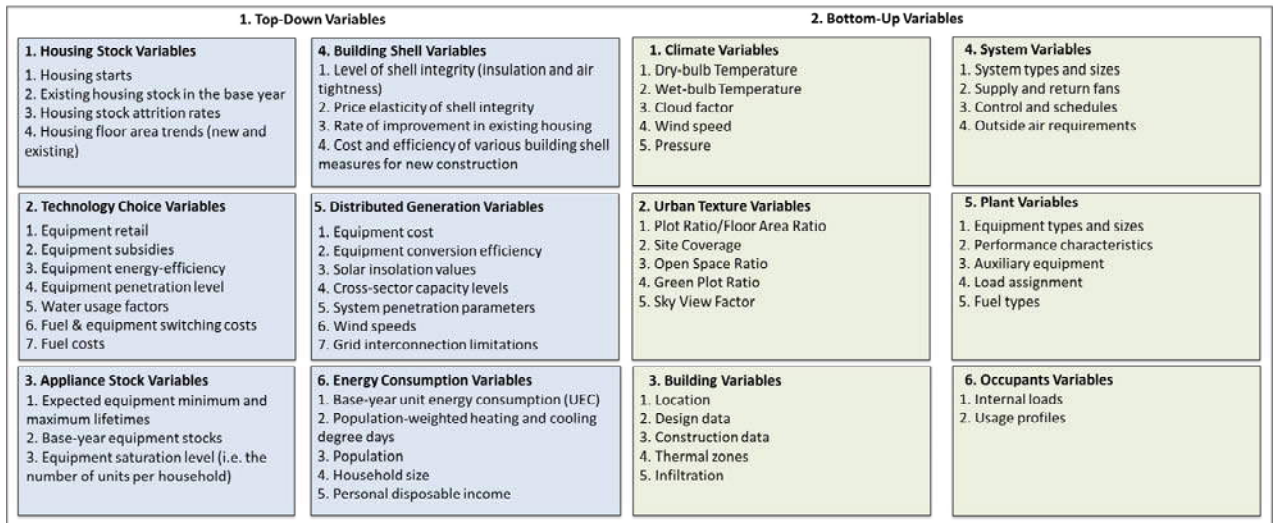 1. Top-Down Variables
1. Housing Stock Variables
1. Housing starts
2. Existing housing stock in the base year
3. Housing stock attrition rates
4. Housing floor area trends (new and
existing)
4. Building Shell Variables
1. Level of shell integrity (insulation and air
tightness)
2. Price elasticity of shell integrity
3. Rate of improvement in existing housing
4. Cost and efficiency of various building shell
measures for new construction
2. Technology Choice Variables
1. Equipment retail
2. Equipment subsidies
3. Equipment energy-efficiency
4. Equipment penetration level
5. Water usage factors
6. Fuel & equipment switching costs
7. Fuel costs
5. Distributed Generation Variables
1. Equipment cost
2. Equipment conversion efficiency
3. Solar insolation values
4. Cross-sector capacity levels
5. System penetration parameters
6. Wind speeds
7. Grid interconnection limitations
3. Appliance Stock Variables
1. Expected equipment minimum and
maximum lifetimes
2. Base-year equipment stocks
3. Equipment saturation level (i.e. the
number of units per household)
6. Energy Consumption Variables
1. Base-year unit energy consumption (UEC)
2. Population-weighted heating and cooling
degree days
3. Population
4. Household size
5. Personal disposable income
2. Bottom-Up Variables
1. Climate Variables
1. Dry-bulb Temperature
2. Wet-bulb Temperature
3. Cloud factor
4. Wind speed
5. Pressure
4. System Variables
1. System types and sizes
2. Supply and return fans
3. Control and schedules
4. Outside air requirements
2. Urban Texture Variables
1. Plot Ratio/Floor Area Ratio
2. Site Coverage
3. Open Space Ratio
4. Green Plot Ratio
5. Sky View Factor
5. Plant Variables
1. Equipment types and sizes
2. Performance characteristics
3. Auxiliary equipment
4. Load assignment
5. Fuel types
3. Building Variables
1. Location
2. Design data
3. Construction data
4. Thermal zones
5. Infiltration
6. Occupants Variables
1. Internal loads
2. Usage profiles